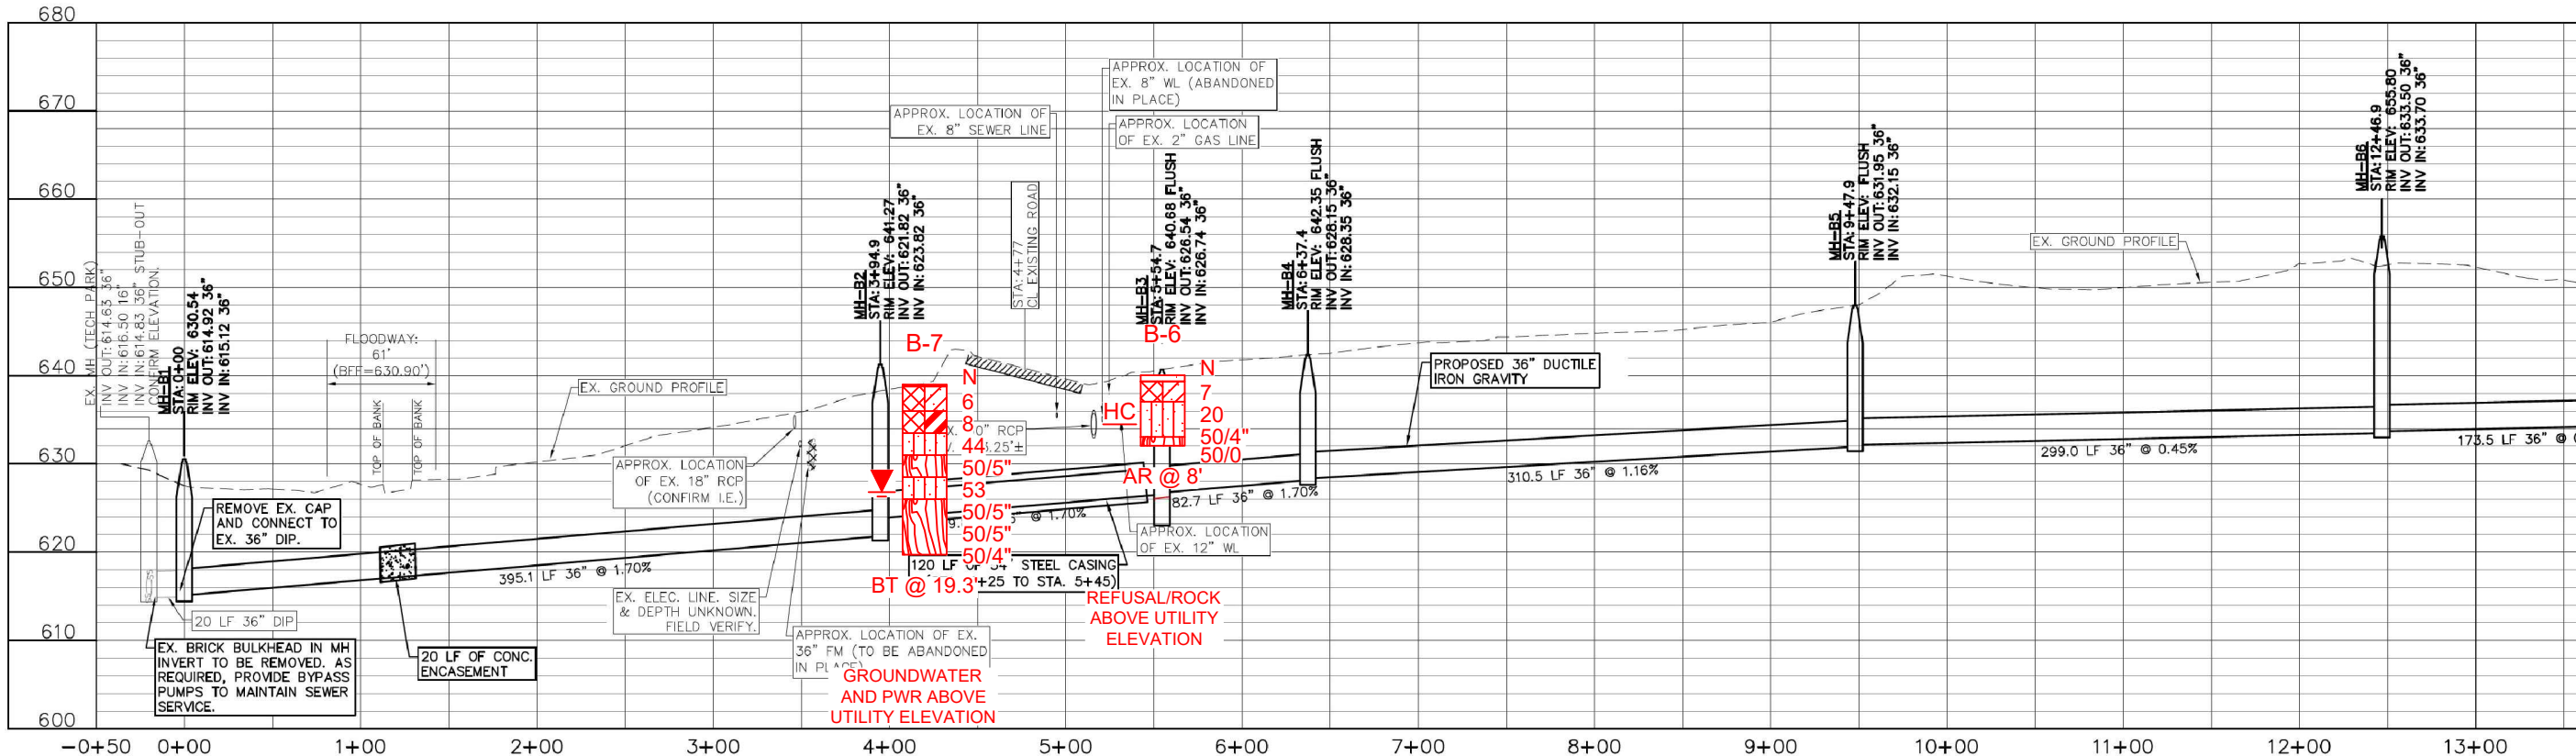 680
670
660
650
640
630
620
610
600
−0+50
0+00
1+00
2+00
3+00
4+00
5+00
6+00
7+00
8+00
9+00
10+00
11+00
12+00
13+00
EX. MH (TECH PARK)
INV OUT:614.63 36"
INV IN:616.50 16"
INV IN:614.83 36" STUB-OUT
CONFIRM ELEVATION.
MH-B1
STA:0+00
RIM ELEV: 630.54
INV OUT:614.92 36"
INV IN:615.12 36"
FLOODWAY:
61'
(BFF=630.90')
TOP OF BANK
TOP OF BANK
REMOVE EX. CAP
AND CONNECT TO
EX. 36" DIP.
20 LF 36" DIP
EX. BRICK BULKHEAD IN MH
INVERT TO BE REMOVED. AS
REQUIRED, PROVIDE BYPASS
PUMPS TO MAINTAIN SEWER
SERVICE.
20 LF OF CONC.
ENCASEMENT
395.1 LF 36" @ 1.70%
EX. GROUND PROFILE
APPROX. LOCATION
OF EX. 18" RCP
(CONFIRM I.E.)
EX. ELEC. LINE. SIZE
& DEPTH UNKNOWN.
FIELD VERIFY.
APPROX. LOCATION OF EX.
36" FM (TO BE ABANDONED
IN PLACE)
MH-B2
STA:3+94.9
RIM ELEV: 641.27
INV OUT:621.82 36"
INV IN:623.82 36"
B-7
N
6
8
44
50/5"
53
50/5"
50/5"
50/4"
BT @ 19.3'
GROUNDWATER
AND PWR ABOVE
UTILITY ELEVATION
APPROX. LOCATION OF
EX. 8" SEWER LINE
APPROX. LOCATION OF
EX. 8" WL (ABANDONED
IN PLACE)
APPROX. LOCATION
OF EX. 2" GAS LINE
STA:4+77
CL EXISTING ROAD
0" RCP
.25'±
@ 1.70%
120 LF OF 54" STEEL CASING
+25 TO STA. 5+45)
MH-B3
STA:5+54.7
RIM ELEV: 640.68 FLUSH
INV OUT:626.54 36"
INV IN:626.74 36"
B-6
N
7
20
50/4"
50/0
HC
AR @ 8'
REFUSAL/ROCK
ABOVE UTILITY
ELEVATION
APPROX. LOCATION
OF EX. 12" WL
82.7 LF 36" @ 1.70%
MH-B4
STA:6+37.4
RIM ELEV: 642.35 FLUSH
INV OUT:628.15 36"
INV IN:628.35 36"
PROPOSED 36" DUCTILE
IRON GRAVITY
310.5 LF 36" @ 1.16%
MH-B5
STA:9+47.9
RIM ELEV: FLUSH
INV OUT:631.95 36"
INV IN:632.15 36"
EX. GROUND PROFILE
299.0 LF 36" @ 0.45%
MH-B6
STA:12+46.9
RIM ELEV: 655.80
INV OUT:633.50 36"
INV IN:633.70 36"
173.5 LF 36" @